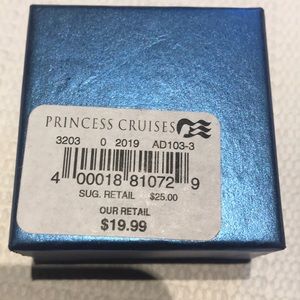 PRINCESS CRUISES
3203 0 2019 AD103-3
4 00018 81072 9
SUG. RETAIL $25.00
OUR RETAIL
$19.99